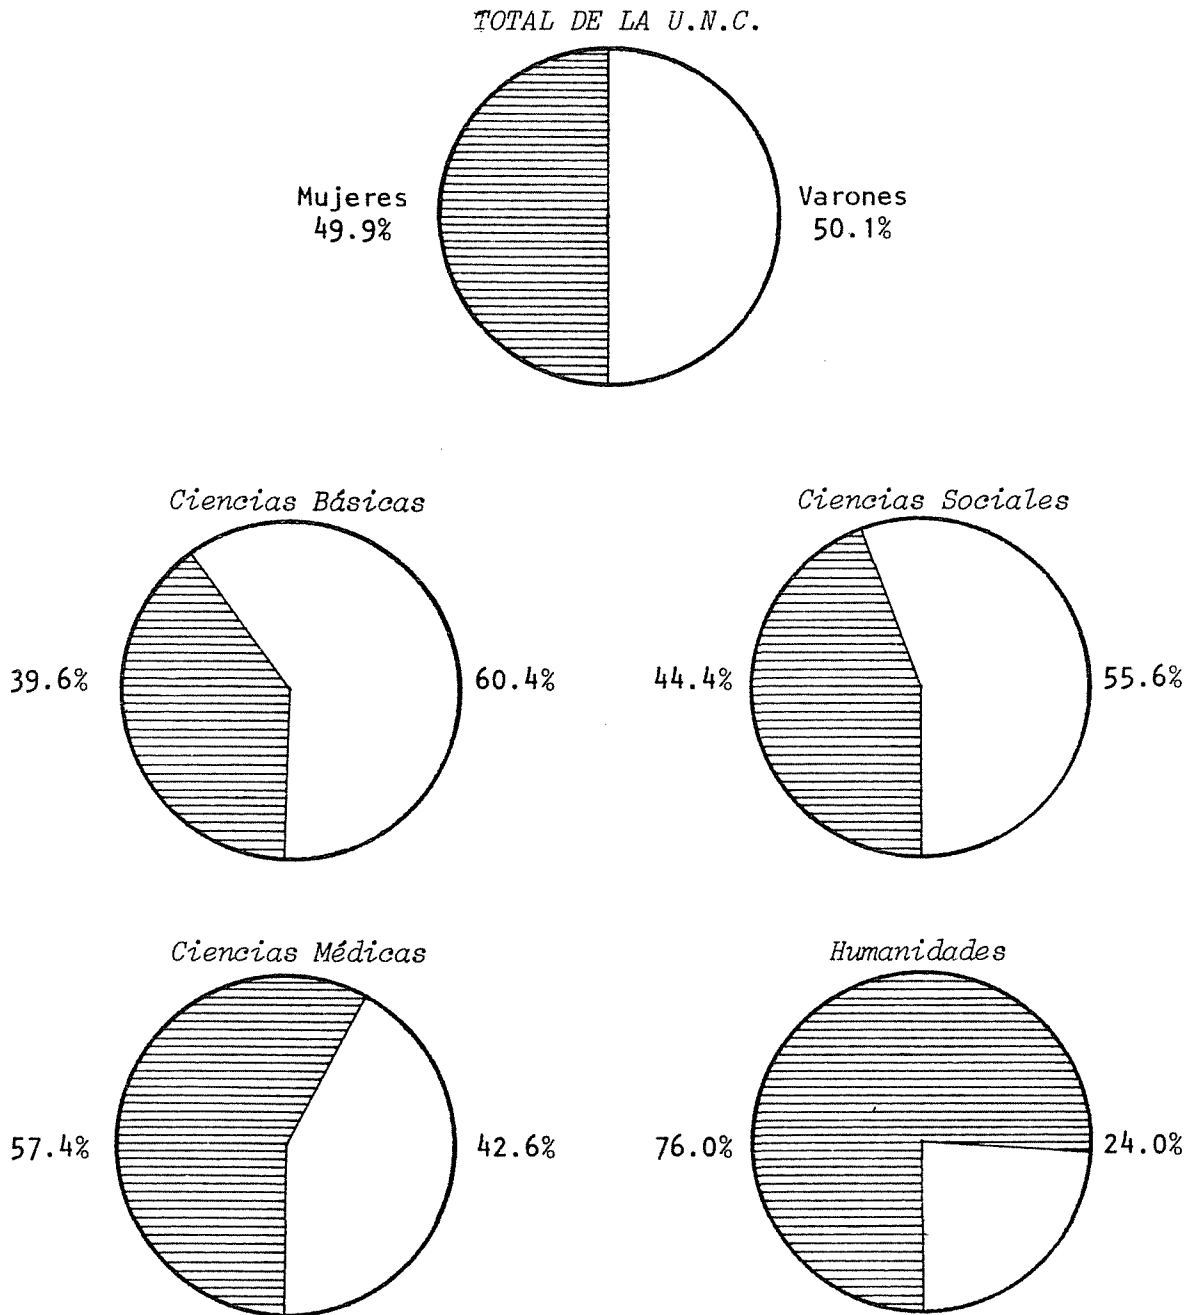 TOTAL DE LA U.N.C.
Mujeres
49.9%
Varones
50.1%
Ciencias Básicas
39.6%
60.4%
Ciencias Sociales
44.4%
55.6%
Ciencias Médicas
57.4%
42.6%
Humanidades
76.0%
24.0%